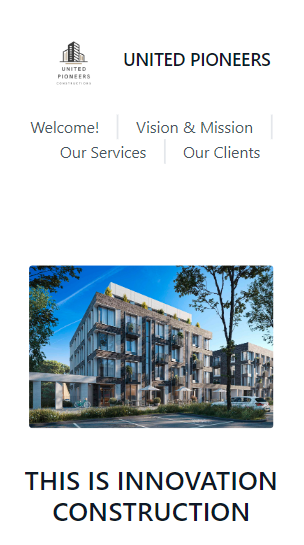 UNITED
PIONEERS
CONSTRUCTIONS
UNITED PIONEERS
Welcome!
Vision & Mission
Our Services
Our Clients
THIS IS INNOVATION
CONSTRUCTION